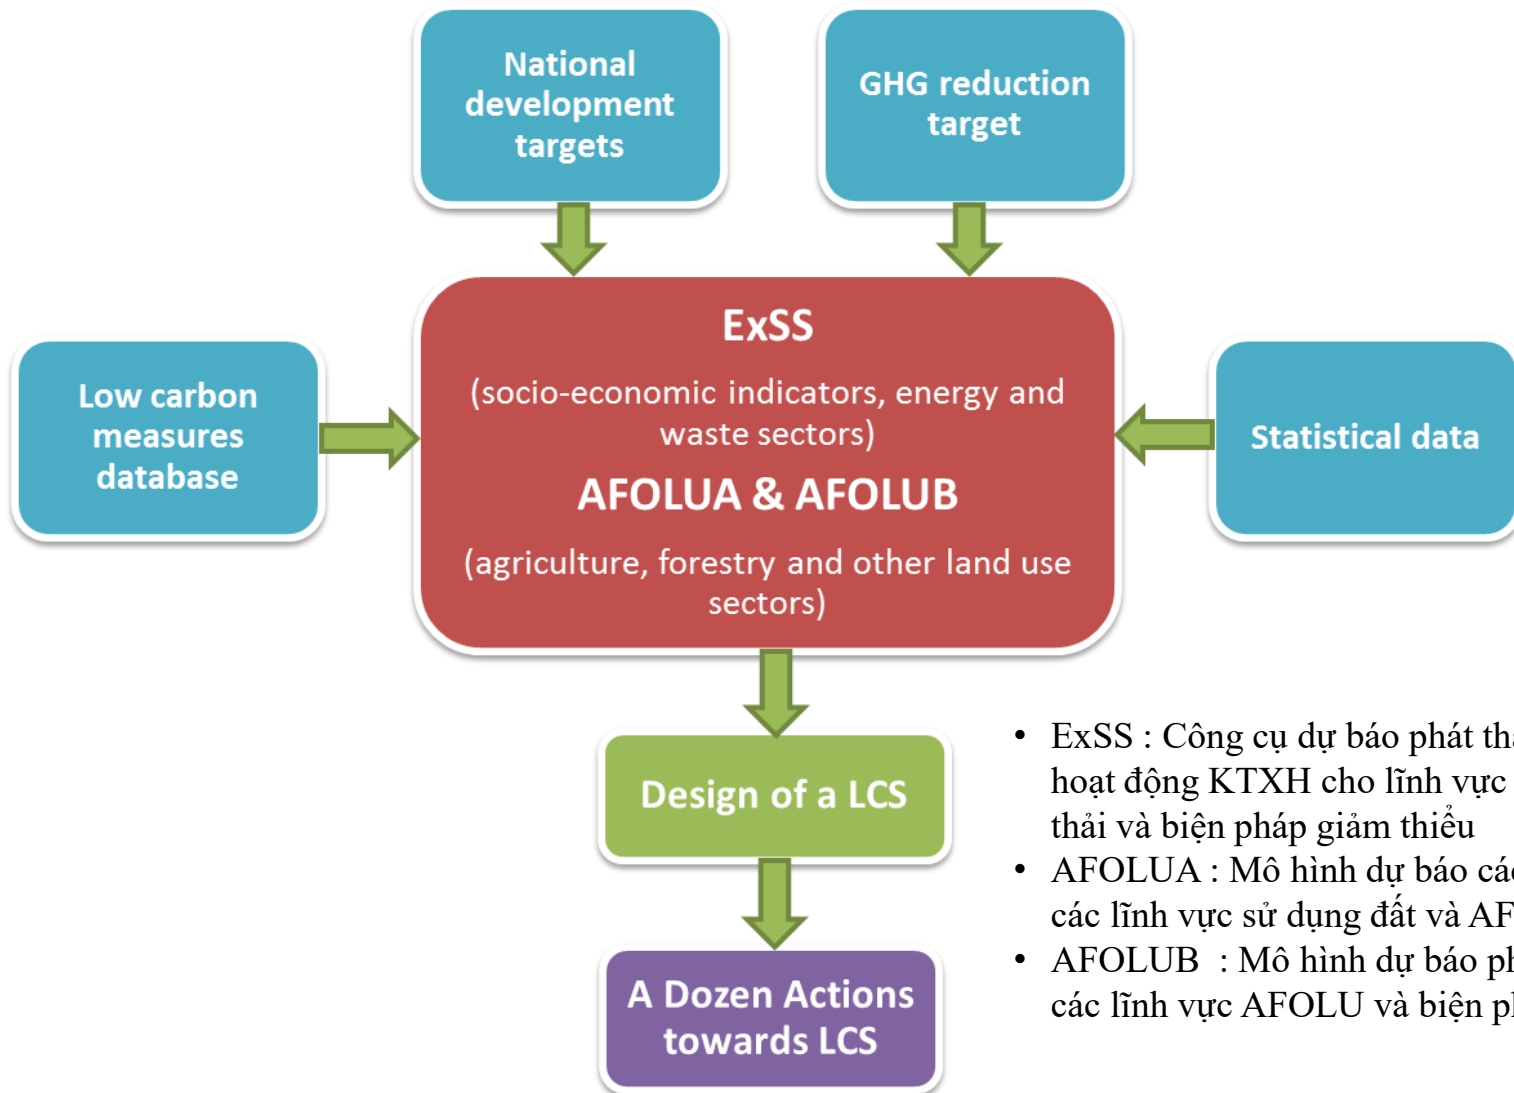 National
development
targets
GHG reduction
target
ExSS
(socio-economic indicators, energy and
waste sectors)
AFOLUA & AFOLUB
(agriculture, forestry and other land use
sectors)
Low carbon
measures
database
Statistical data
Design of a LCS
A Dozen Actions
towards LCS
• ExSS : Công cụ dự báo phát
hoạt động KTXH cho lĩnh vực
thải và biện pháp giảm thiểu
• AFOLUA : Mô hình dự báo
các lĩnh vực sử dụng đất và
• AFOLUB : Mô hình dự báo
các lĩnh vực AFOLU và biện